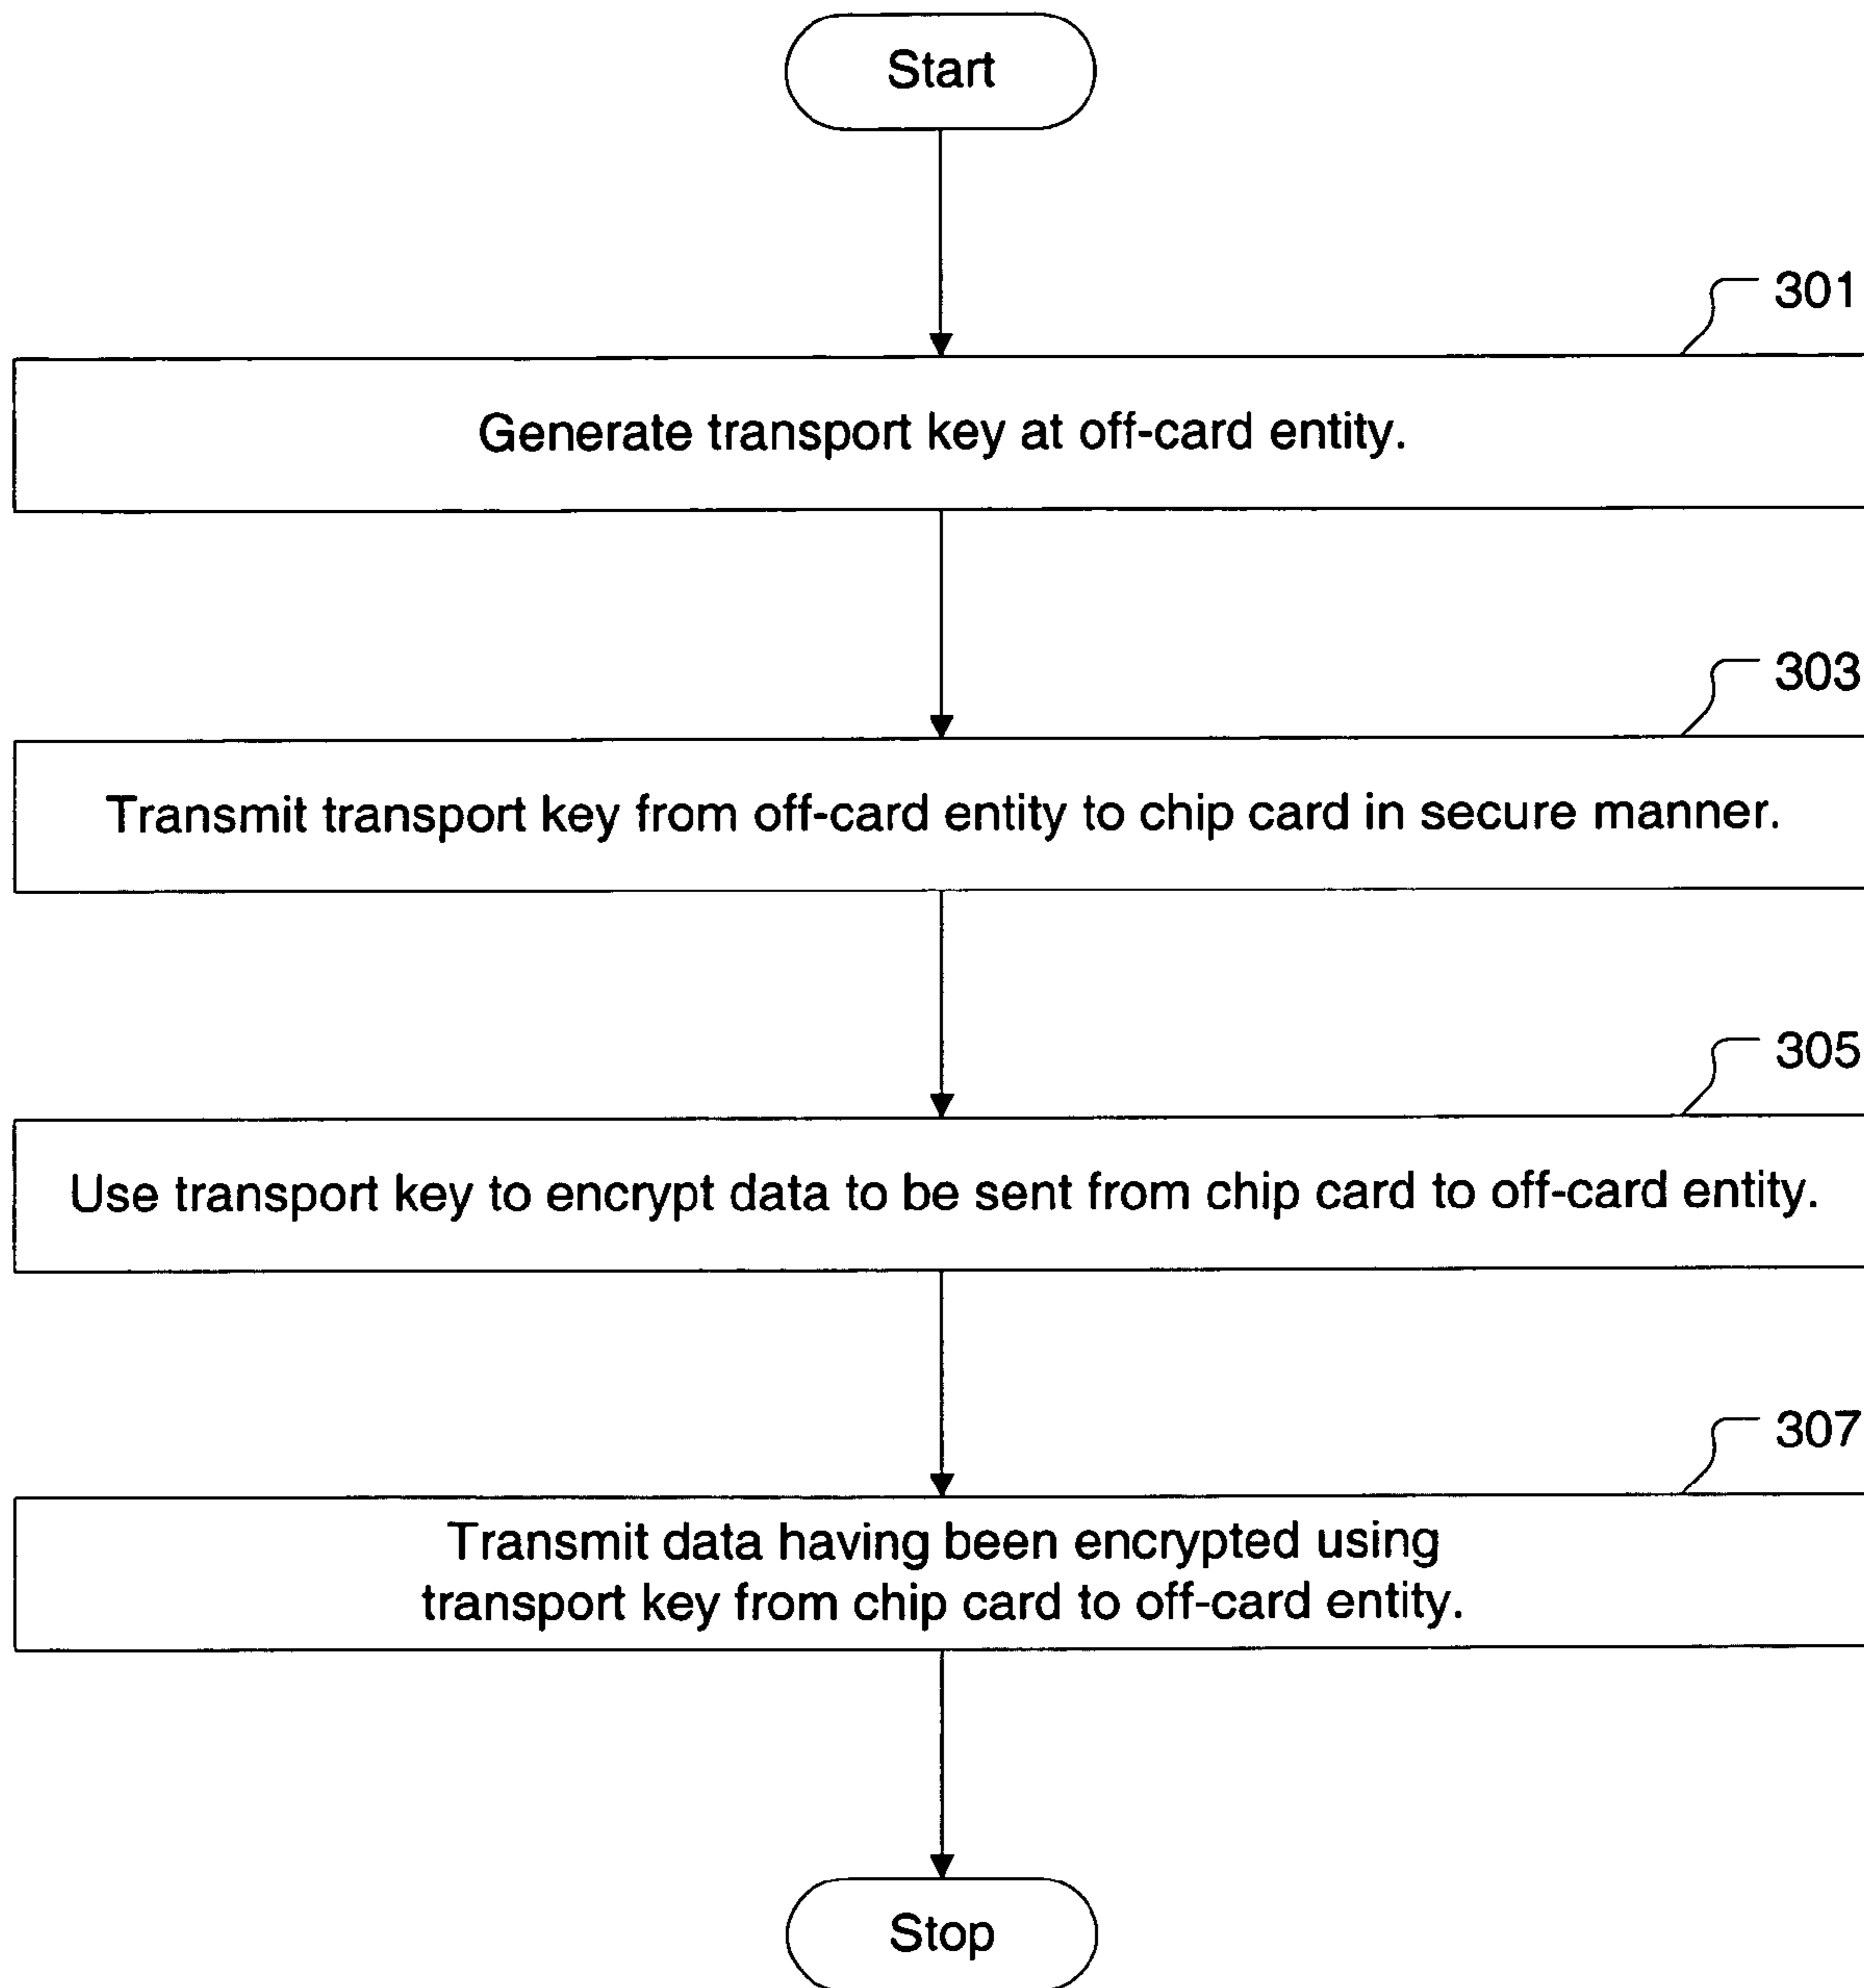 Start
301
Generate transport key at off-card entity.
303
Transmit transport key from off-card entity to chip card in secure manner.
305
Use transport key to encrypt data to be sent from chip card to off-card entity.
307
Transmit data having been encrypted using
transport key from chip card to off-card entity.
Stop